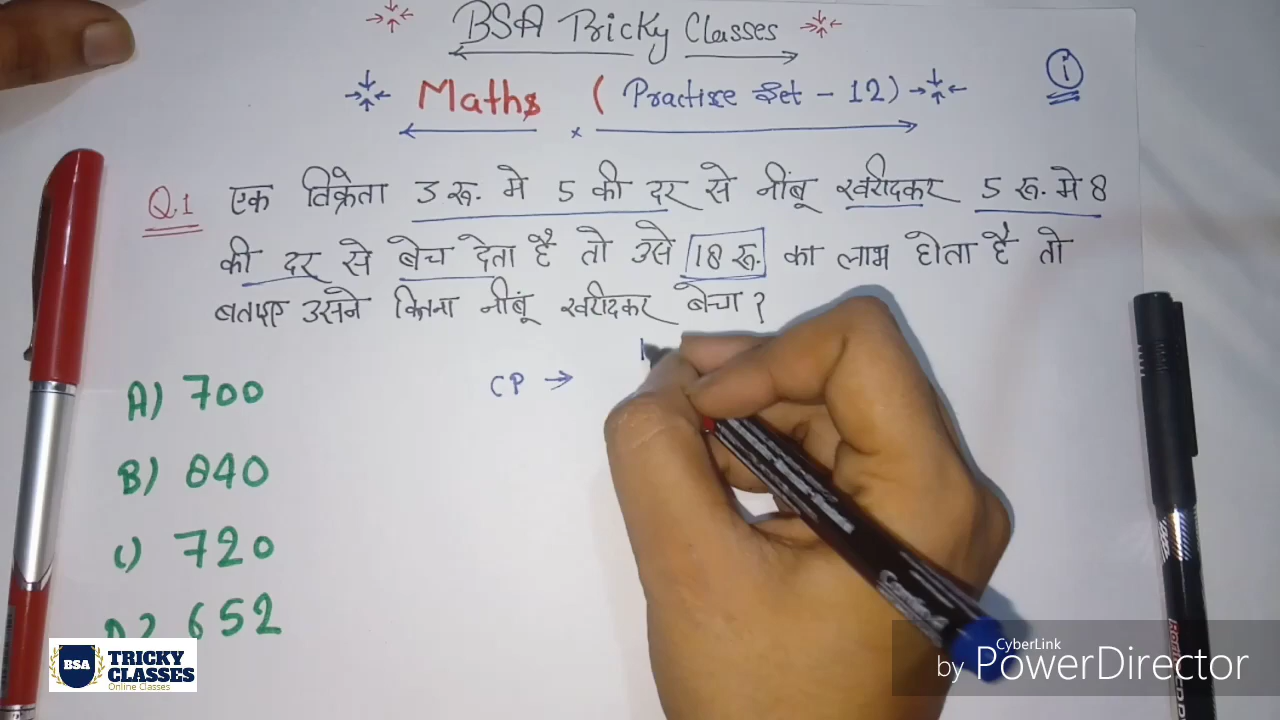 BSA Tricky Classes
Maths ( Practise Set - 12)
i
Q.1 एक विक्रेता 3 रू. मे 5 की दर से नींबू खरीदकर 5 रू. मे 8
की दर से बेच देता है तो उसे 18 रू. का लाभ होता है तो
बताइए उसने कितना नींबू खरीदकर बेचा ?
CP →
A) 700
B) 840
C) 720
D) 652
BSA TRICKY CLASSES
Online Classes
CyberLink
by PowerDirector